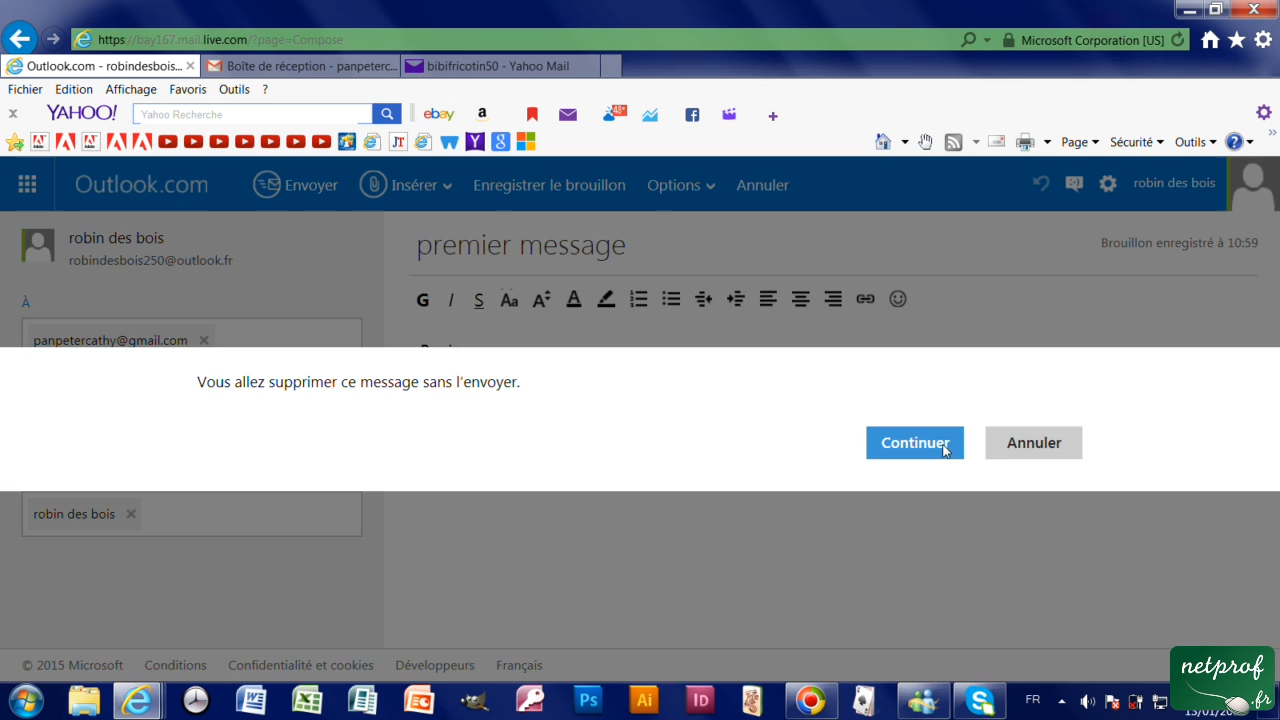 https://bay167.mail.live.com/?page=Compose
Microsoft Corporation [US]
Outlook.com - robindesbois...
Boîte de réception - panpeterc...
bibifricotin50 - Yahoo Mail
Fichier Edition Affichage Favoris Outils ?
YAHOO!
Yahoo Recherche
ebay
a
Page Sécurité Outils
Outlook.com
Envoyer
Insérer
Enregistrer le brouillon
Options
Annuler
robin des bois
robin des bois
robindesbois250@outlook.fr
premier message
Brouillon enregistré à 10:59
G I S Aa A A
À
panpetercathy@gmail.com
Vous allez supprimer ce message sans l'envoyer.
Continuer
Annuler
robin des bois
© 2015 Microsoft Conditions Confidentialité et cookies Développeurs Français
Ps Ai ID
FR
netprof
.fr